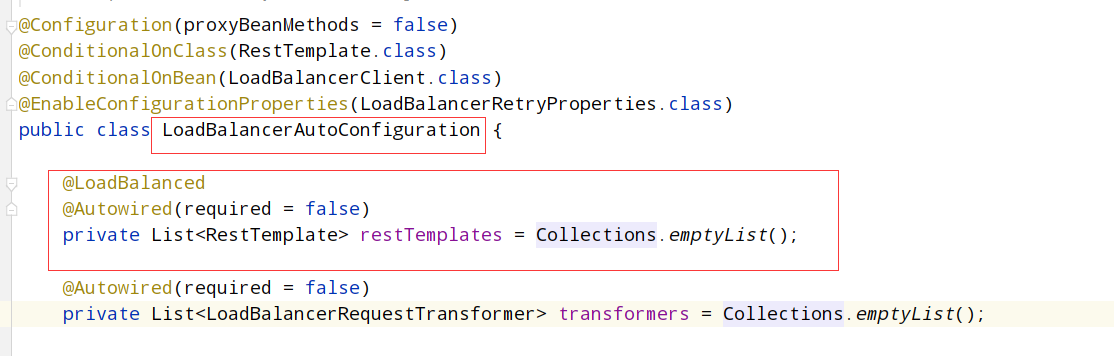 @Configuration(proxyBeanMethods = false)
@ConditionalOnClass(RestTemplate.class)
@ConditionalOnBean(LoadBalancerClient.class)
@EnableConfigurationProperties(LoadBalancerRetryProperties.class)
public class LoadBalancerAutoConfiguration {
@LoadBalanced
@Autowired(required = false)
private List<RestTemplate> restTemplates = Collections.emptyList();
@Autowired(required = false)
private List<LoadBalancerRequestTransformer> transformers = Collections.emptyList();